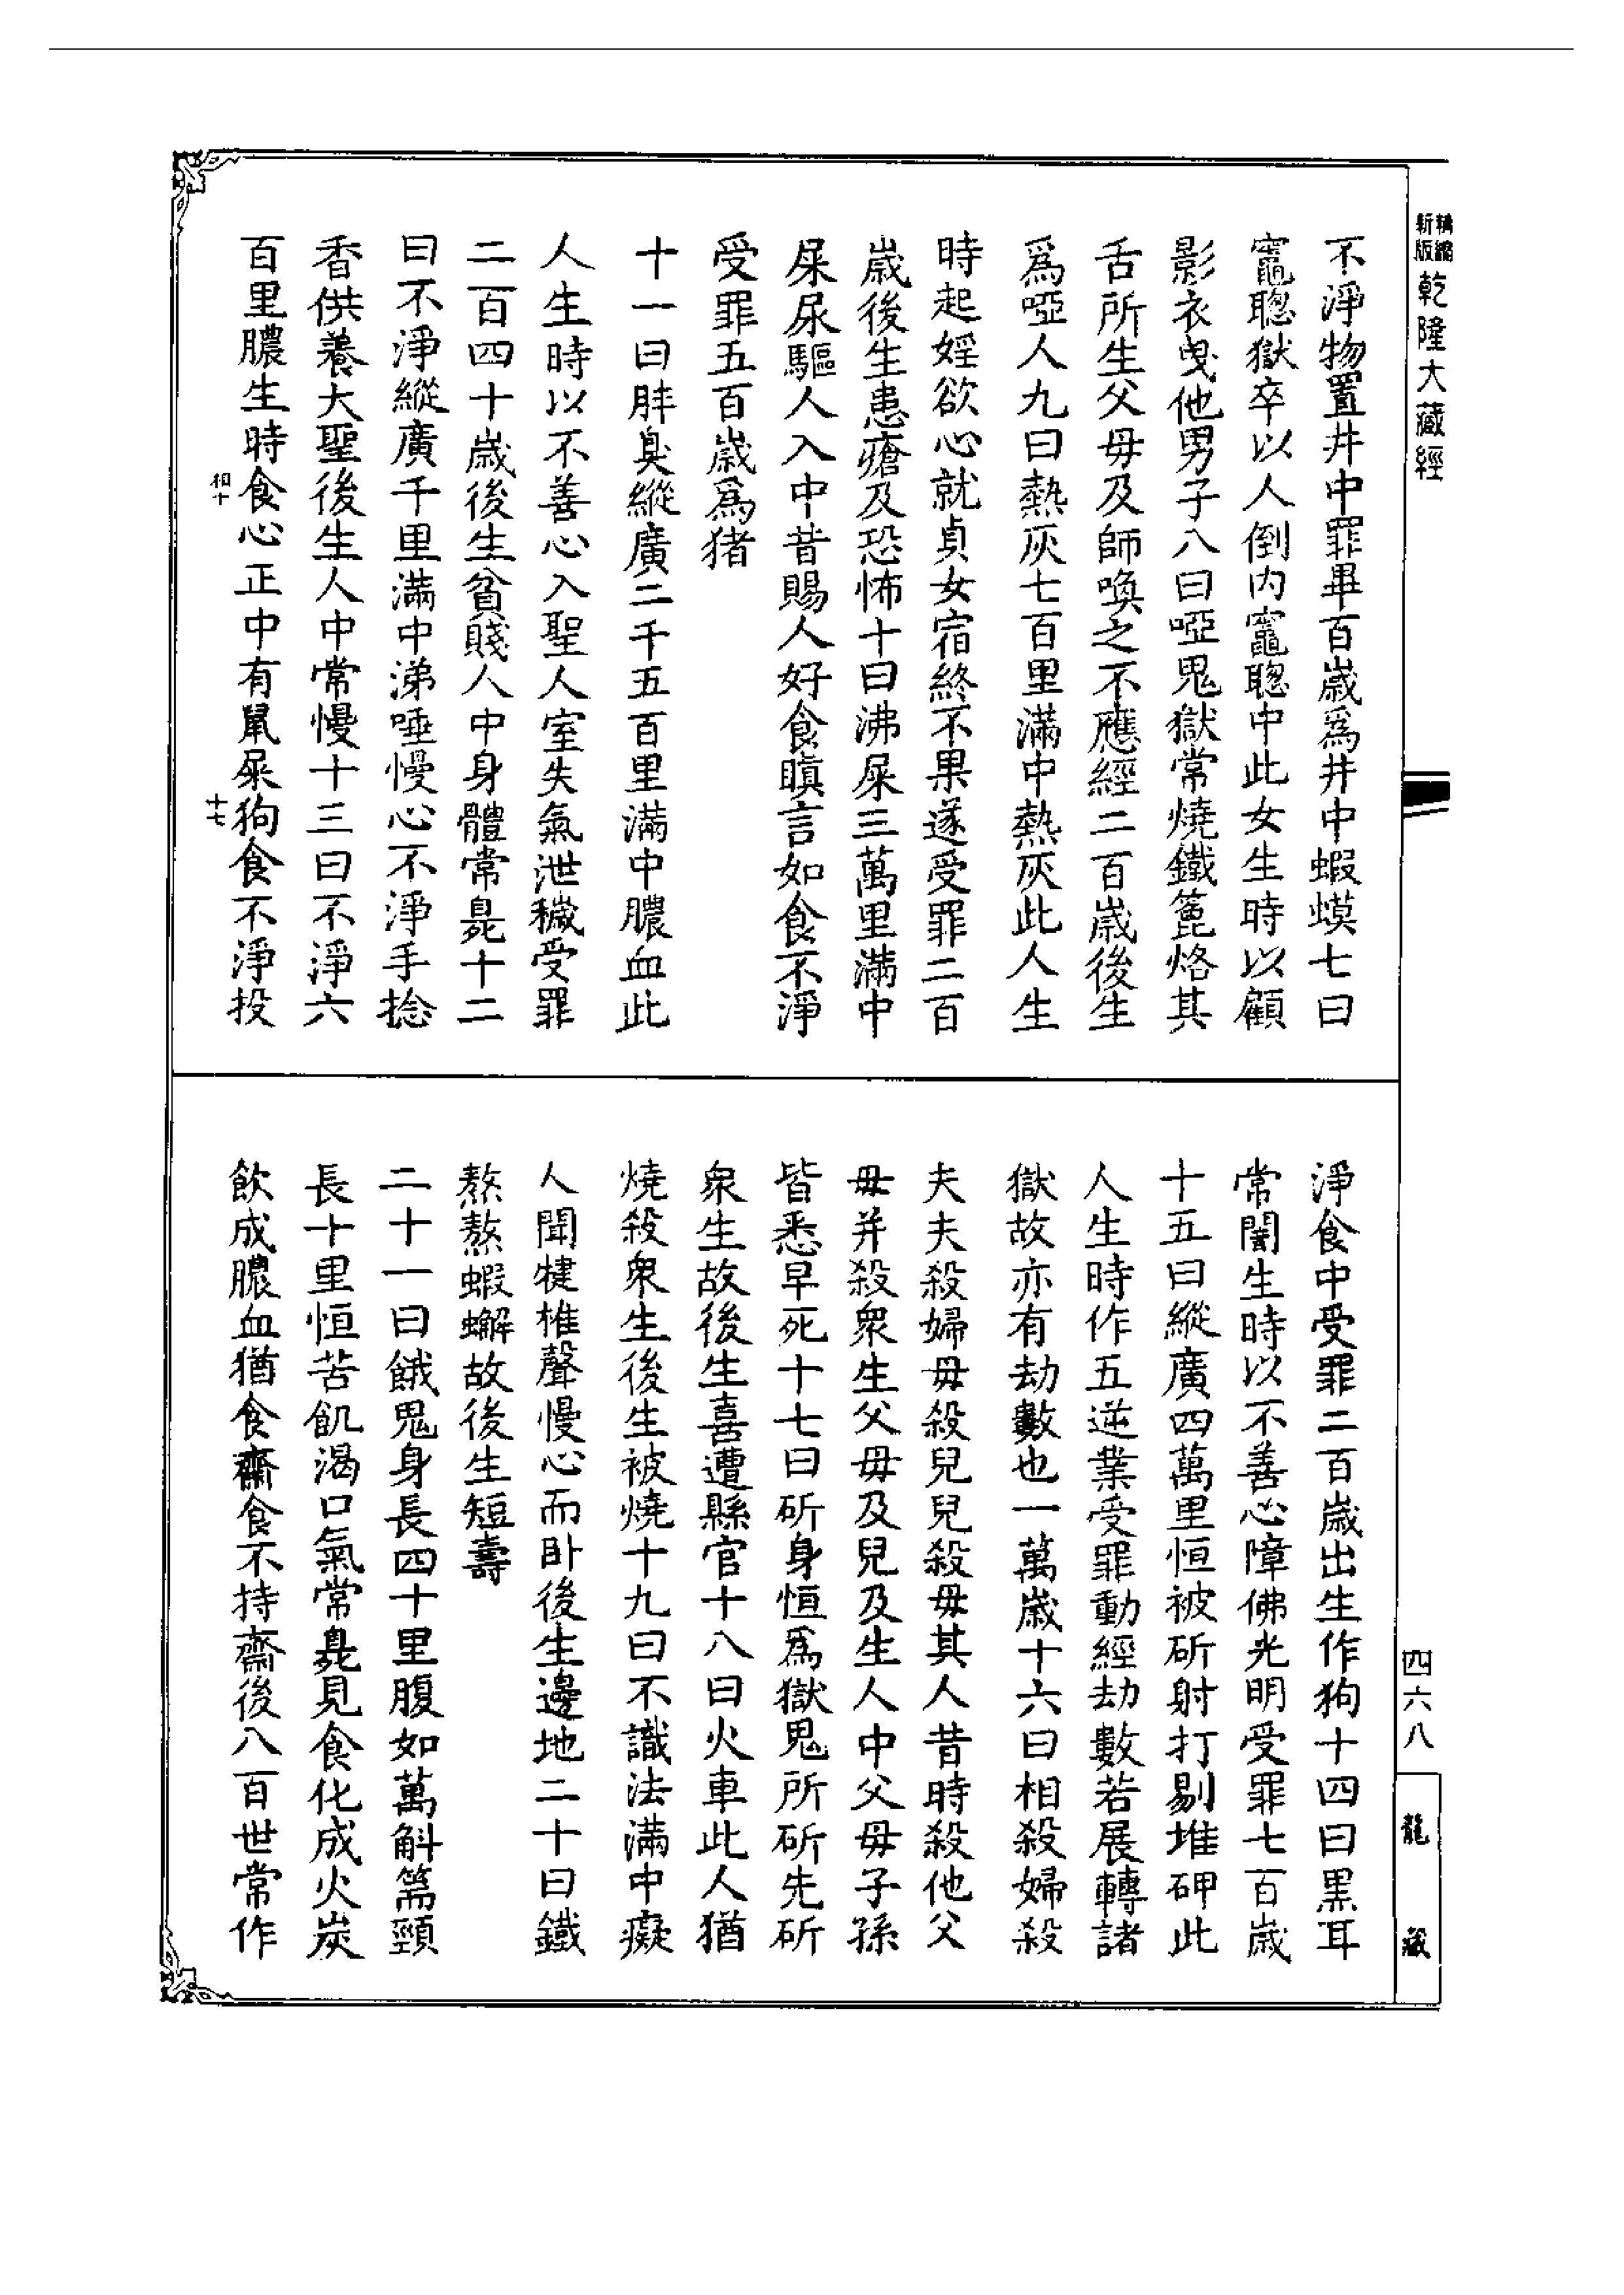 精縮
新版
乾隆大藏經
不淨物置井中罪畢百歲爲井中蝦蟆七曰
竈聰獄卒以人倒內竈聰中此女生時以顧
影衣曳他男子八曰啞鬼獄常燒鐵篦烙其
舌所生父母及師喚之不應經二百歲後生
爲啞人九曰熱灰七百里滿中熱灰此人生
時起婬欲心就貞女宿終不果遂受罪二百
歲後生患瘡及恐怖十曰沸屎三萬里滿中
屎尿驅人入中昔賜人好食瞋言如食不淨
受罪五百歲爲猪
十一曰胮臭縱廣二千五百里滿中膿血此
人生時以不善心入聖人室失氣泄穢受罪
二百四十歲後生貧賤人中身體常臰十二
曰不淨縱廣千里滿中涕唾慢心不淨手捻
香供養大聖後生人中常慢十三曰不淨六
百里膿生時食心正中有鼠屎狗食不淨投
十七
淨食中受罪二百歲出生作狗十四曰黑耳
常闇生時以不善心障佛光明受罪七百歲
十五曰縱廣四萬里恒被斫射打剔堆砰此
人生時作五逆業受罪動經劫數若展轉諸
獄故亦有劫數也一萬歲十六曰相殺婦殺
夫夫殺婦母殺兒兒殺母其人昔時殺他父
母并殺眾生父母及兒及生人中父母子孫
皆悉早死十七曰斫身恒爲獄鬼所斫先斫
衆生故後生喜遭縣官十八曰火車此人猶
燒殺衆生後生被燒十九曰不識法滿中癡
人聞犍椎聲慢心而卧後生邊地二十曰鐵
熬熬蝦蠏故後生短壽
二十一曰餓鬼身長四十里腹如萬斛篅頸
長十里恒苦飢渴口氣常臰見食化成火炭
飲成膿血猶食齋食不持齋後八百世常作
四六八
龍藏